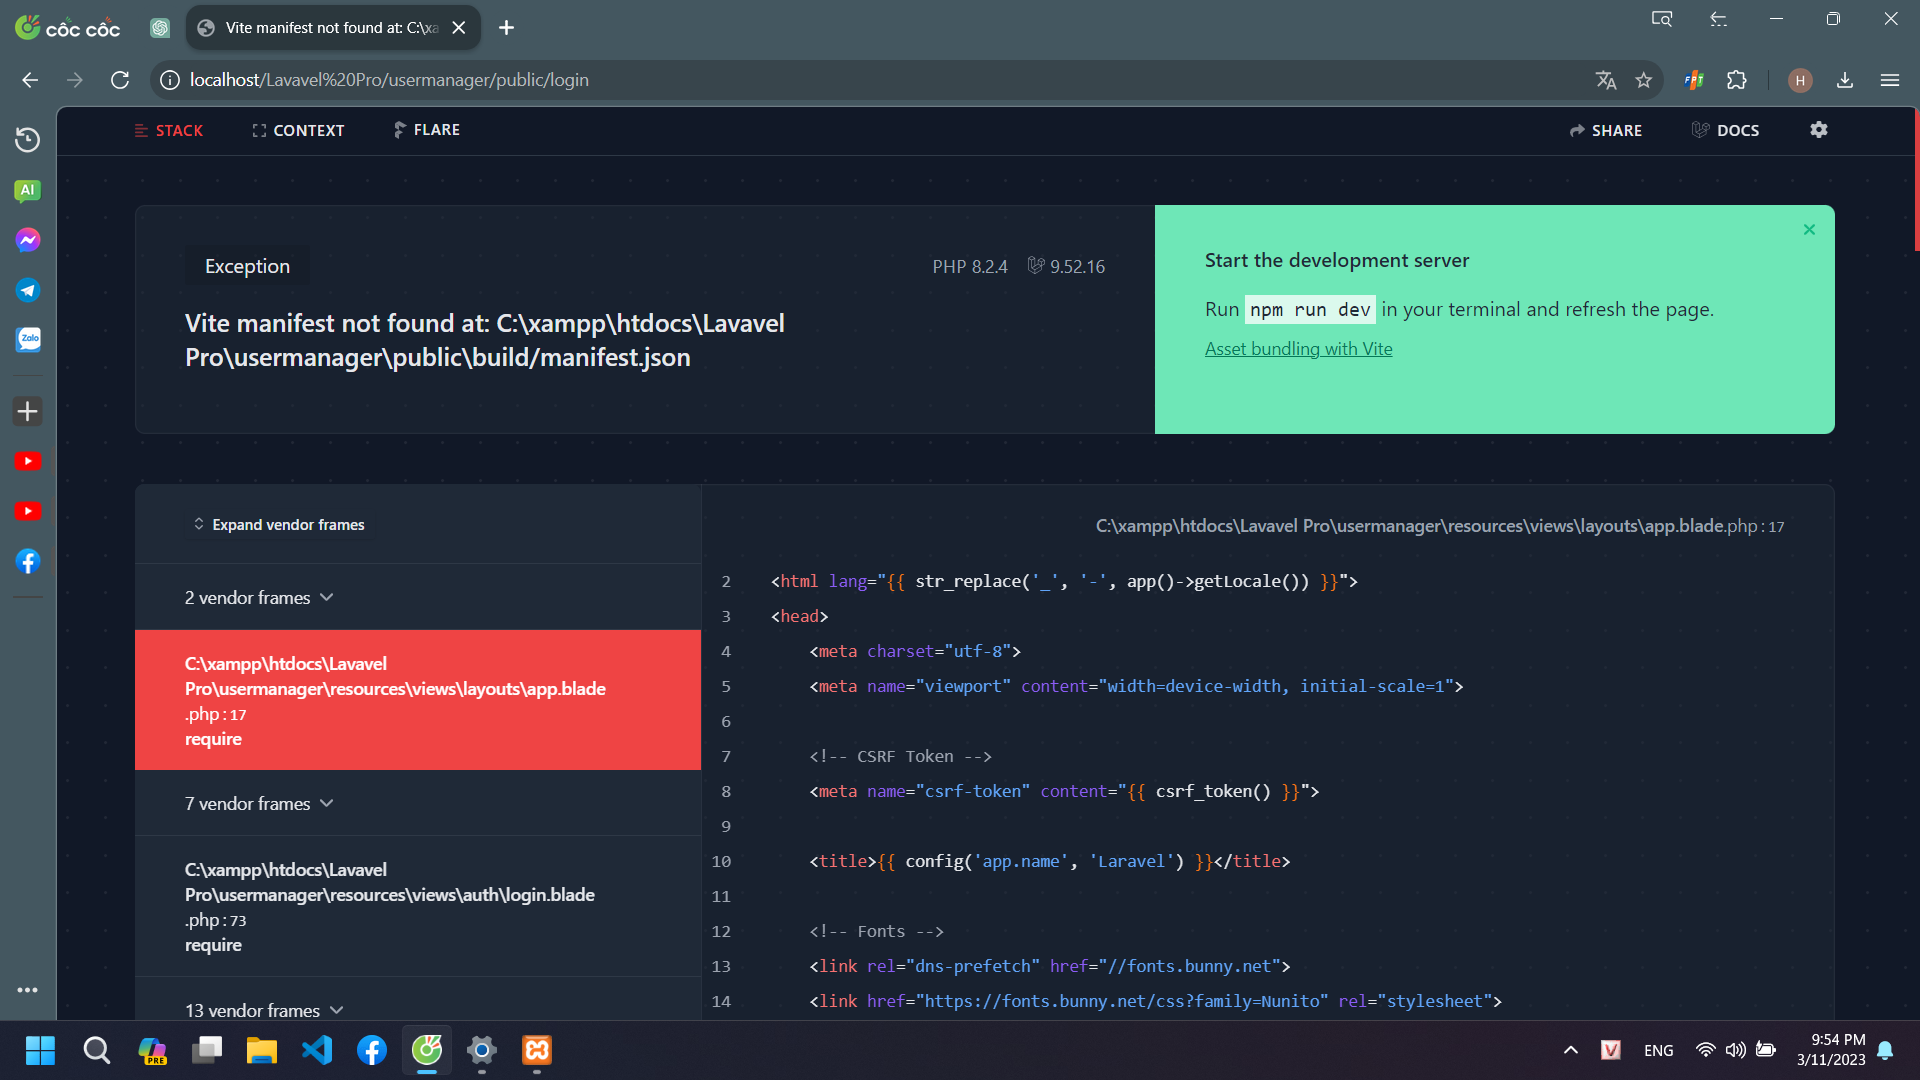 cốc cốc
Vite manifest not found at: C:\xa
localhost/Lavavel%20Pro/usermanager/public/login
FPT
H
AI
Zalo
STACK
CONTEXT
FLARE
SHARE
DOCS
Exception
PHP 8.2.4
9.52.16
Vite manifest not found at: C:\xampp\htdocs\Lavavel
Pro\usermanager\public\build/manifest.json
Start the development server
Run npm run dev in your terminal and refresh the page.
Asset bundling with Vite
Expand vendor frames
2 vendor frames
C:\xampp\htdocs\Lavavel
Pro\usermanager\resources\views\layouts\app.blade
.php : 17
require
7 vendor frames
C:\xampp\htdocs\Lavavel
Pro\usermanager\resources\views\auth\login.blade
.php : 73
require
13 vendor frames
C:\xampp\htdocs\Lavavel Pro\usermanager\resources\views\layouts\app.blade.php : 17
2 <html lang="{{ str_replace('_', '-', app()->getLocale()) }}">
3 <head>
4 <meta charset="utf-8">
5 <meta name="viewport" content="width=device-width, initial-scale=1">
6
7 <!-- CSRF Token -->
8 <meta name="csrf-token" content="{{ csrf_token() }}">
9
10 <title>{{ config('app.name', 'Laravel') }}</title>
11
12 <!-- Fonts -->
13 <link rel="dns-prefetch" href="//fonts.bunny.net">
14 <link href="https://fonts.bunny.net/css?family=Nunito" rel="stylesheet">
PRE
V
ENG
9:54 PM
3/11/2023